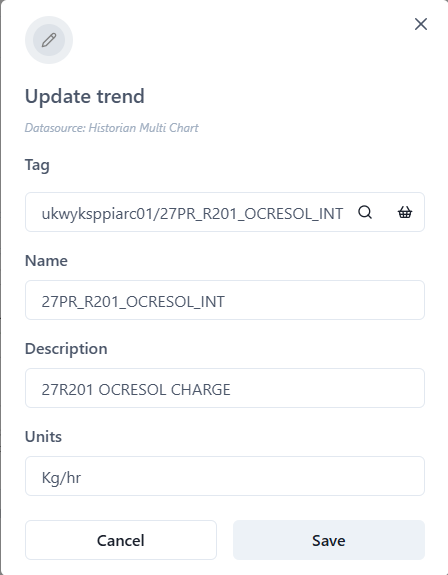 Update trend
Datasource: Historian Multi Chart
Tag
ukwyksppiarc01/27PR_R201_OCRESOL_INT
Name
27PR_R201_OCRESOL_INT
Description
27R201 OCRESOL CHARGE
Units
Kg/hr
Cancel Save